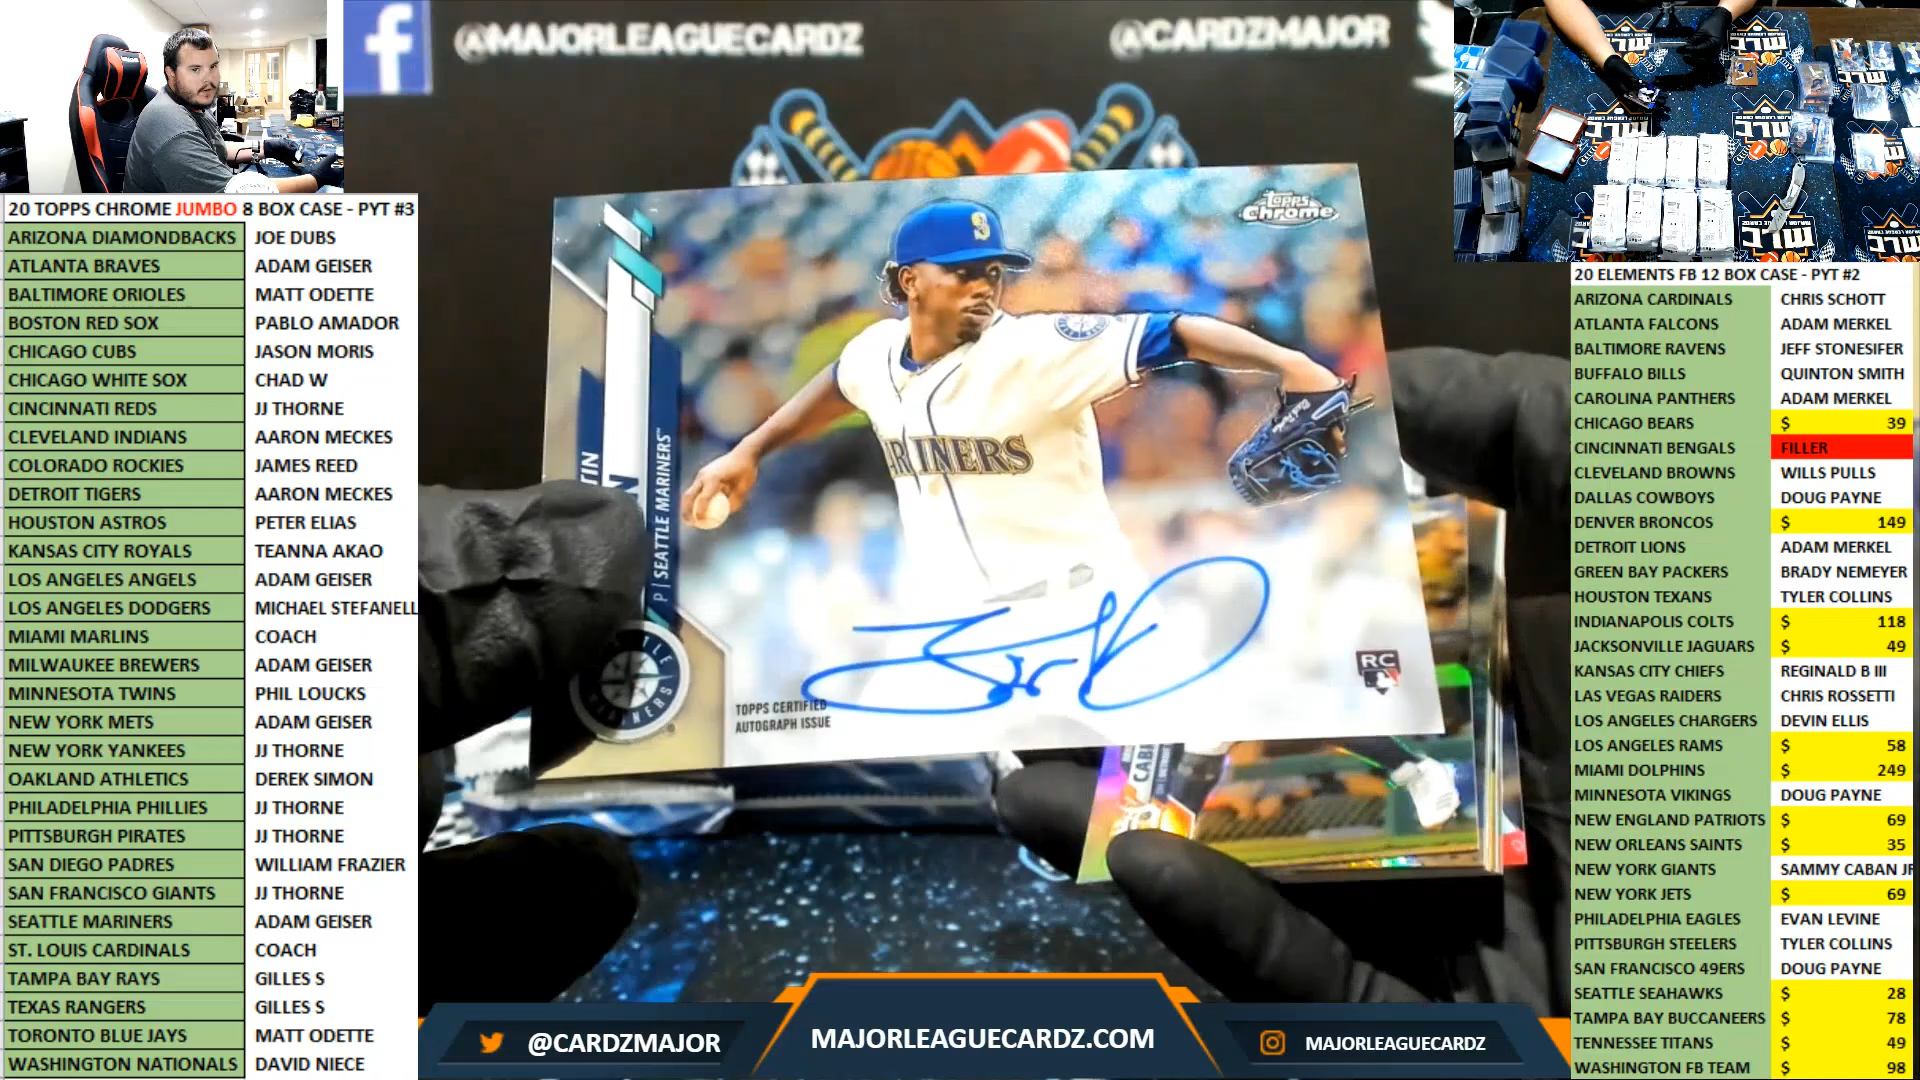 @MAJORLEAGUECARDZ
@CARDZMAJOR
20 TOPPS CHROME JUMBO 8 BOX CASE - PYT #3
ARIZONA DIAMONDBACKS JOE DUBS
ATLANTA BRAVES ADAM GEISER
BALTIMORE ORIOLES MATT ODETTE
BOSTON RED SOX PABLO AMADOR
CHICAGO CUBS JASON MORIS
CHICAGO WHITE SOX CHAD W
CINCINNATI REDS JJ THORNE
CLEVELAND INDIANS AARON MECKES
COLORADO ROCKIES JAMES REED
DETROIT TIGERS AARON MECKES
HOUSTON ASTROS PETER ELIAS
KANSAS CITY ROYALS TEANNA AKAO
LOS ANGELES ANGELS ADAM GEISER
LOS ANGELES DODGERS MICHAEL STEFANELL
MIAMI MARLINS COACH
MILWAUKEE BREWERS ADAM GEISER
MINNESOTA TWINS PHIL LOUCKS
NEW YORK METS ADAM GEISER
NEW YORK YANKEES JJ THORNE
OAKLAND ATHLETICS DEREK SIMON
PHILADELPHIA PHILLIES JJ THORNE
PITTSBURGH PIRATES JJ THORNE
SAN DIEGO PADRES WILLIAM FRAZIER
SAN FRANCISCO GIANTS JJ THORNE
SEATTLE MARINERS ADAM GEISER
ST. LOUIS CARDINALS COACH
TAMPA BAY RAYS GILLES S
TEXAS RANGERS GILLES S
TORONTO BLUE JAYS MATT ODETTE
WASHINGTON NATIONALS DAVID NIECE
Topps
Chrome
TIN
N
P | SEATTLE MARINERS™
MARINERS
TOPPS CERTIFIED
AUTOGRAPH ISSUE
RC
CAB
20 ELEMENTS FB 12 BOX CASE - PYT #2
ARIZONA CARDINALS CHRIS SCHOTT
ATLANTA FALCONS ADAM MERKEL
BALTIMORE RAVENS JEFF STONESIFER
BUFFALO BILLS QUINTON SMITH
CAROLINA PANTHERS ADAM MERKEL
CHICAGO BEARS $ 39
CINCINNATI BENGALS FILLER
CLEVELAND BROWNS WILLS PULLS
DALLAS COWBOYS DOUG PAYNE
DENVER BRONCOS $ 149
DETROIT LIONS ADAM MERKEL
GREEN BAY PACKERS BRADY NEMEYER
HOUSTON TEXANS TYLER COLLINS
INDIANAPOLIS COLTS $ 118
JACKSONVILLE JAGUARS $ 49
KANSAS CITY CHIEFS REGINALD B III
LAS VEGAS RAIDERS CHRIS ROSSETTI
LOS ANGELES CHARGERS DEVIN ELLIS
LOS ANGELES RAMS $ 58
MIAMI DOLPHINS $ 249
MINNESOTA VIKINGS DOUG PAYNE
NEW ENGLAND PATRIOTS $ 69
NEW ORLEANS SAINTS $ 35
NEW YORK GIANTS SAMMY CABAN JR
NEW YORK JETS $ 69
PHILADELPHIA EAGLES EVAN LEVINE
PITTSBURGH STEELERS TYLER COLLINS
SAN FRANCISCO 49ERS DOUG PAYNE
SEATTLE SEAHAWKS $ 28
TAMPA BAY BUCCANEERS $ 78
TENNESSEE TITANS $ 49
WASHINGTON FB TEAM $ 98
@CARDZMAJOR
MAJORLEAGUECARDZ.COM
MAJORLEAGUECARDZ